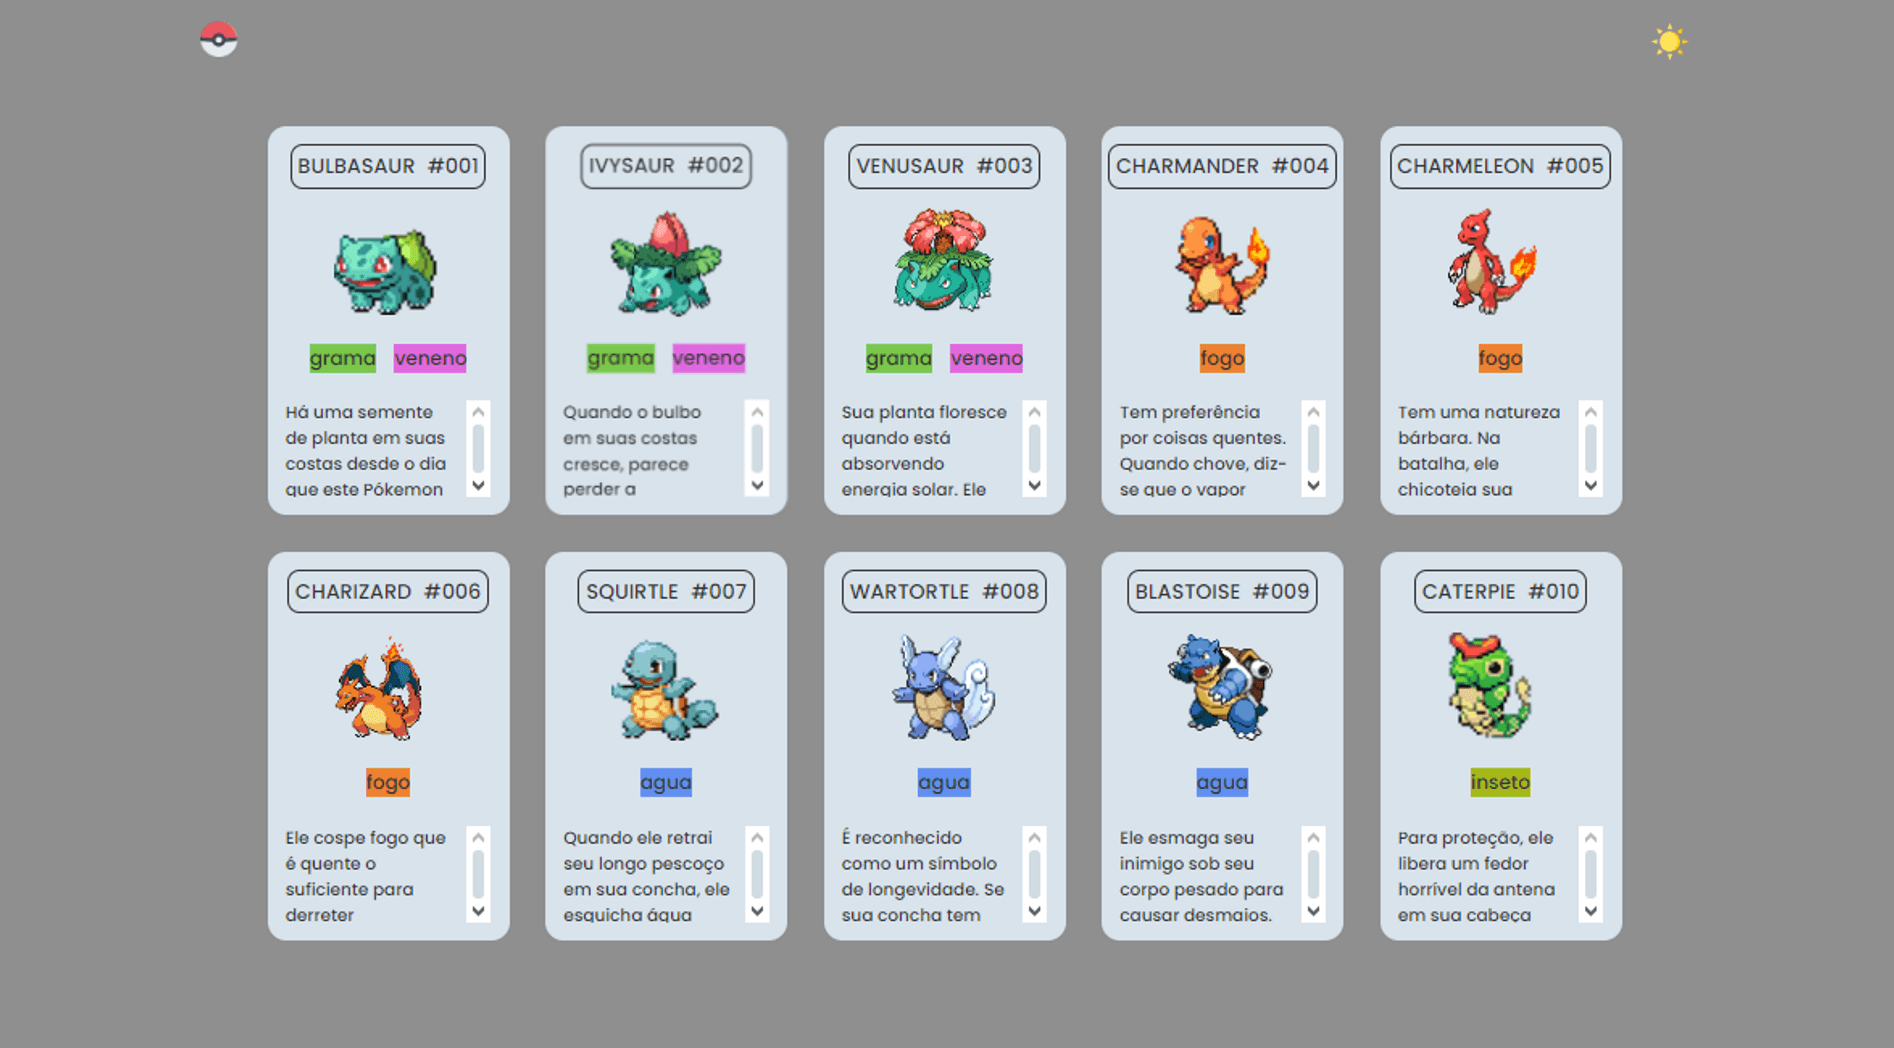 BULBASAUR #001
grama veneno
Há uma semente
de planta em suas
costas desde o dia
que este Pókemon
IVYSAUR #002
grama veneno
Quando o bulbo
em suas costas
cresce, parece
perder a
VENUSAUR #003
grama veneno
Sua planta floresce
quando está
absorvendo
energia solar. Ele
CHARMANDER #004
fogo
Tem preferência
por coisas quentes.
Quando chove, diz-
se que o vapor
CHARMELEON #005
fogo
Tem uma natureza
bárbara. Na
batalha, ele
chicoteia sua
CHARIZARD #006
fogo
Ele cospe fogo que
é quente o
suficiente para
derreter
SQUIRTLE #007
agua
Quando ele retrai
seu longo pescoço
em sua concha, ele
esguicha água
WARTORTLE #008
agua
É reconhecido
como um símbolo
de longevidade. Se
sua concha tem
BLASTOISE #009
agua
Ele esmaga seu
inimigo sob seu
corpo pesado para
causar desmaios.
CATERPIE #010
inseto
Para proteção, ele
libera um fedor
horrível da antena
em sua cabeça